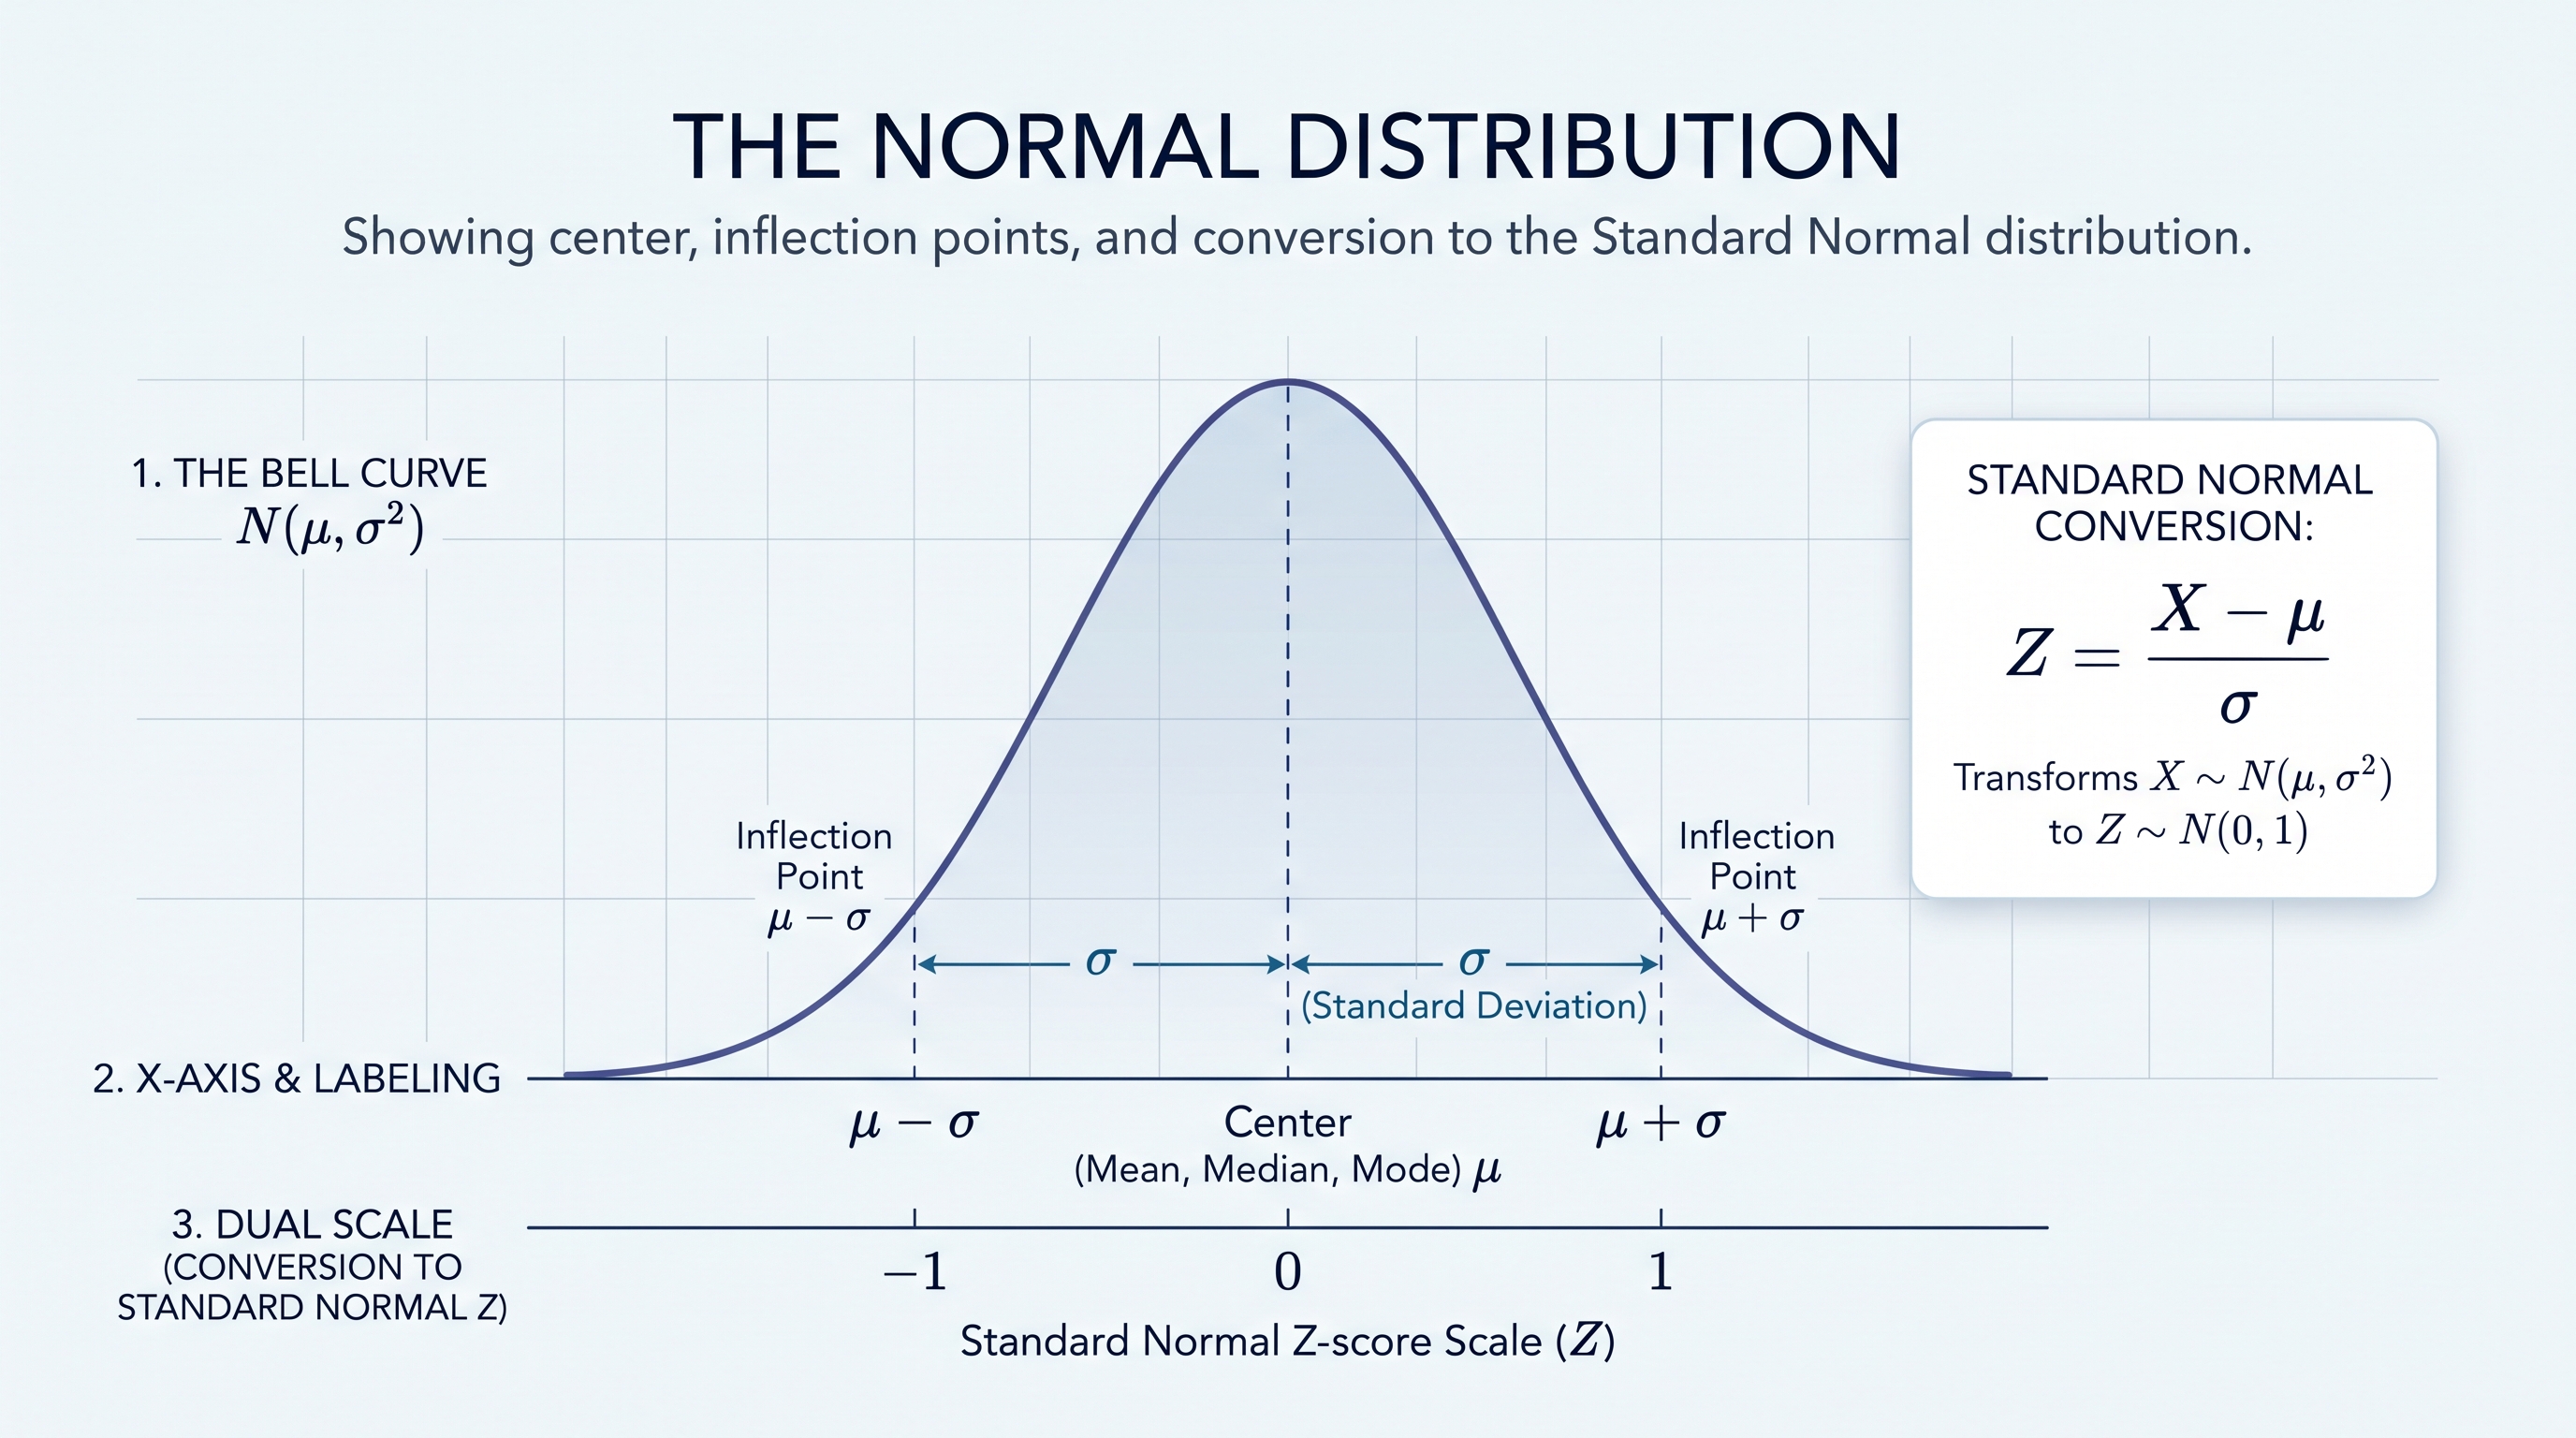 THE NORMAL DISTRIBUTION
Showing center, inflection points, and conversion to the Standard Normal distribution.
1. THE BELL CURVE
N(μ, σ²)
STANDARD NORMAL
CONVERSION:
Z = (X − μ) / σ
Transforms X ~ N(μ, σ²)
to Z ~ N(0, 1)
Inflection
Point
μ − σ
Inflection
Point
μ + σ
σ
σ
(Standard Deviation)
2. X-AXIS & LABELING
μ − σ
Center
(Mean, Median, Mode) μ
μ + σ
3. DUAL SCALE
(CONVERSION TO
STANDARD NORMAL Z)
−1
0
1
Standard Normal Z-score Scale (Z)